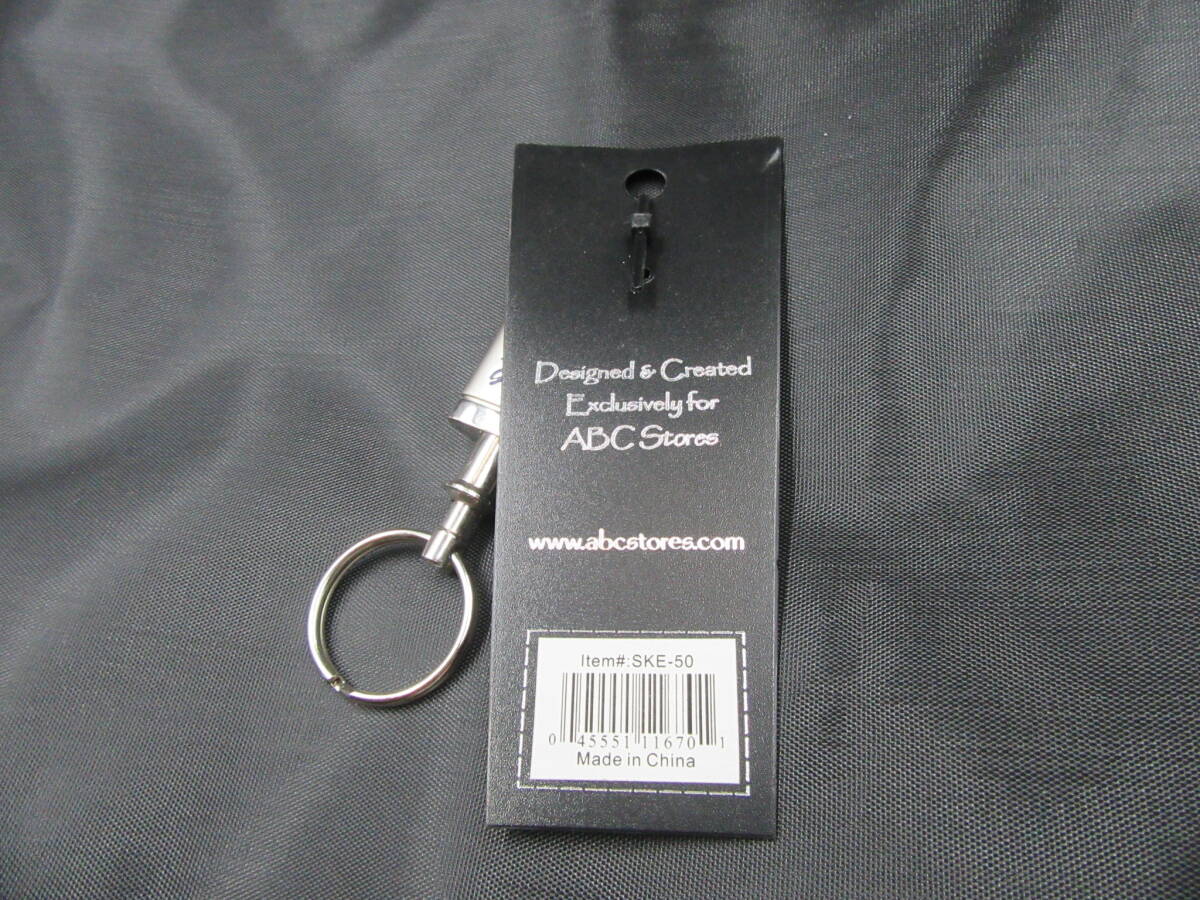 Designed & Created
Exclusively for
ABC Stores
www.abcstores.com
Item#:SKE-50
0 45551 11670 1
Made in China